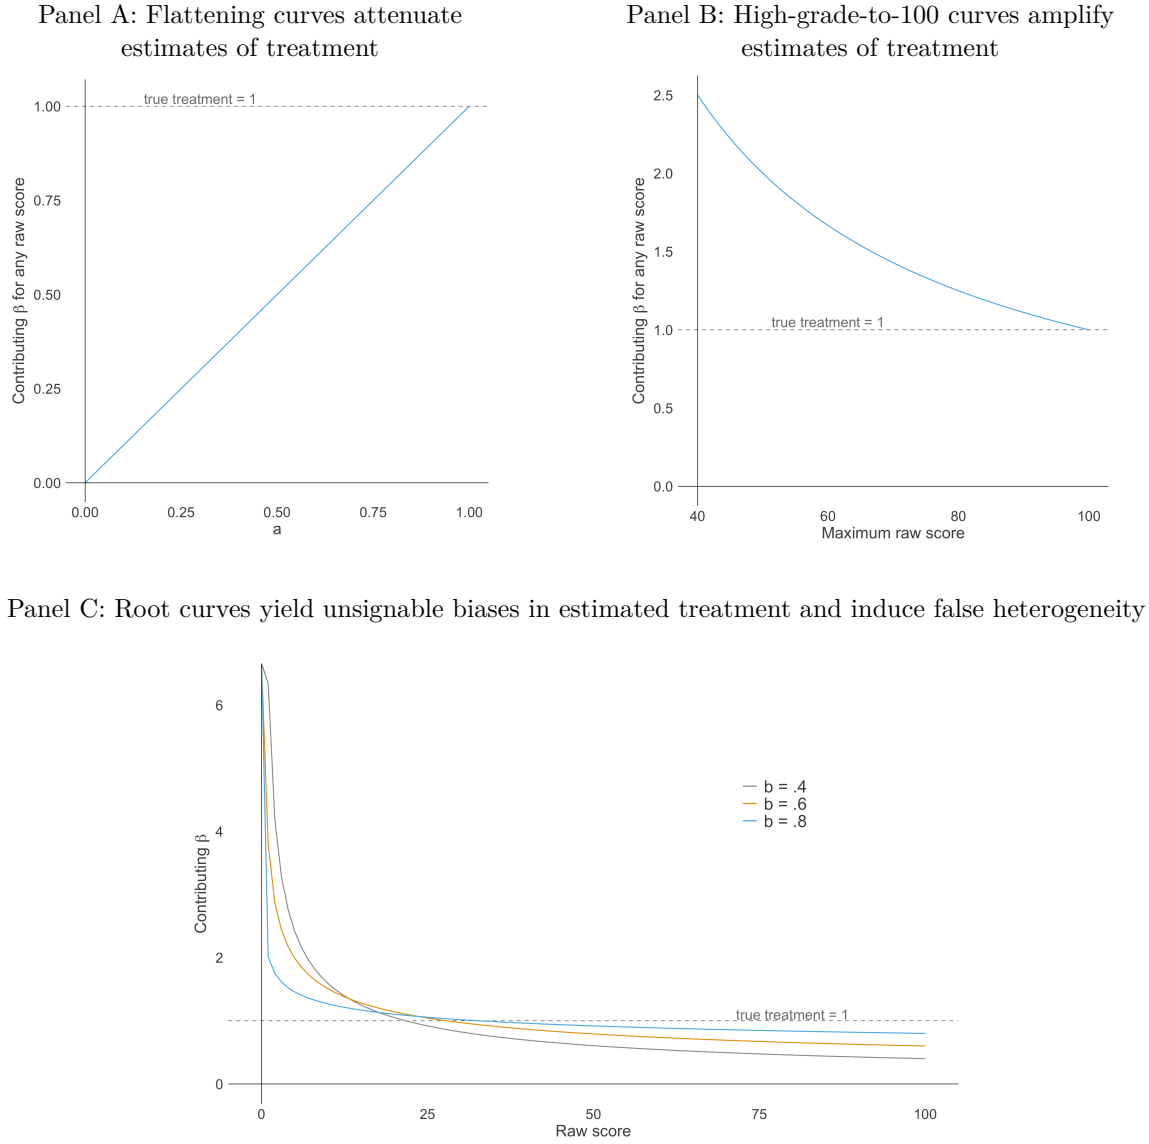 Panel A: Flattening curves attenuate
estimates of treatment
true treatment = 1
1.00
0.75
0.50
0.25
0.00
Contributing β for any raw score
0.00 0.25 0.50 0.75 1.00
a
Panel B: High-grade-to-100 curves amplify
estimates of treatment
2.5
2.0
1.5
1.0
0.5
0.0
true treatment = 1
Contributing β for any raw score
40 60 80 100
Maximum raw score
Panel C: Root curves yield unsignable biases in estimated treatment and induce false heterogeneity
6
4
2
0
Contributing β
b = .4
b = .6
b = .8
true treatment = 1
0 25 50 75 100
Raw score